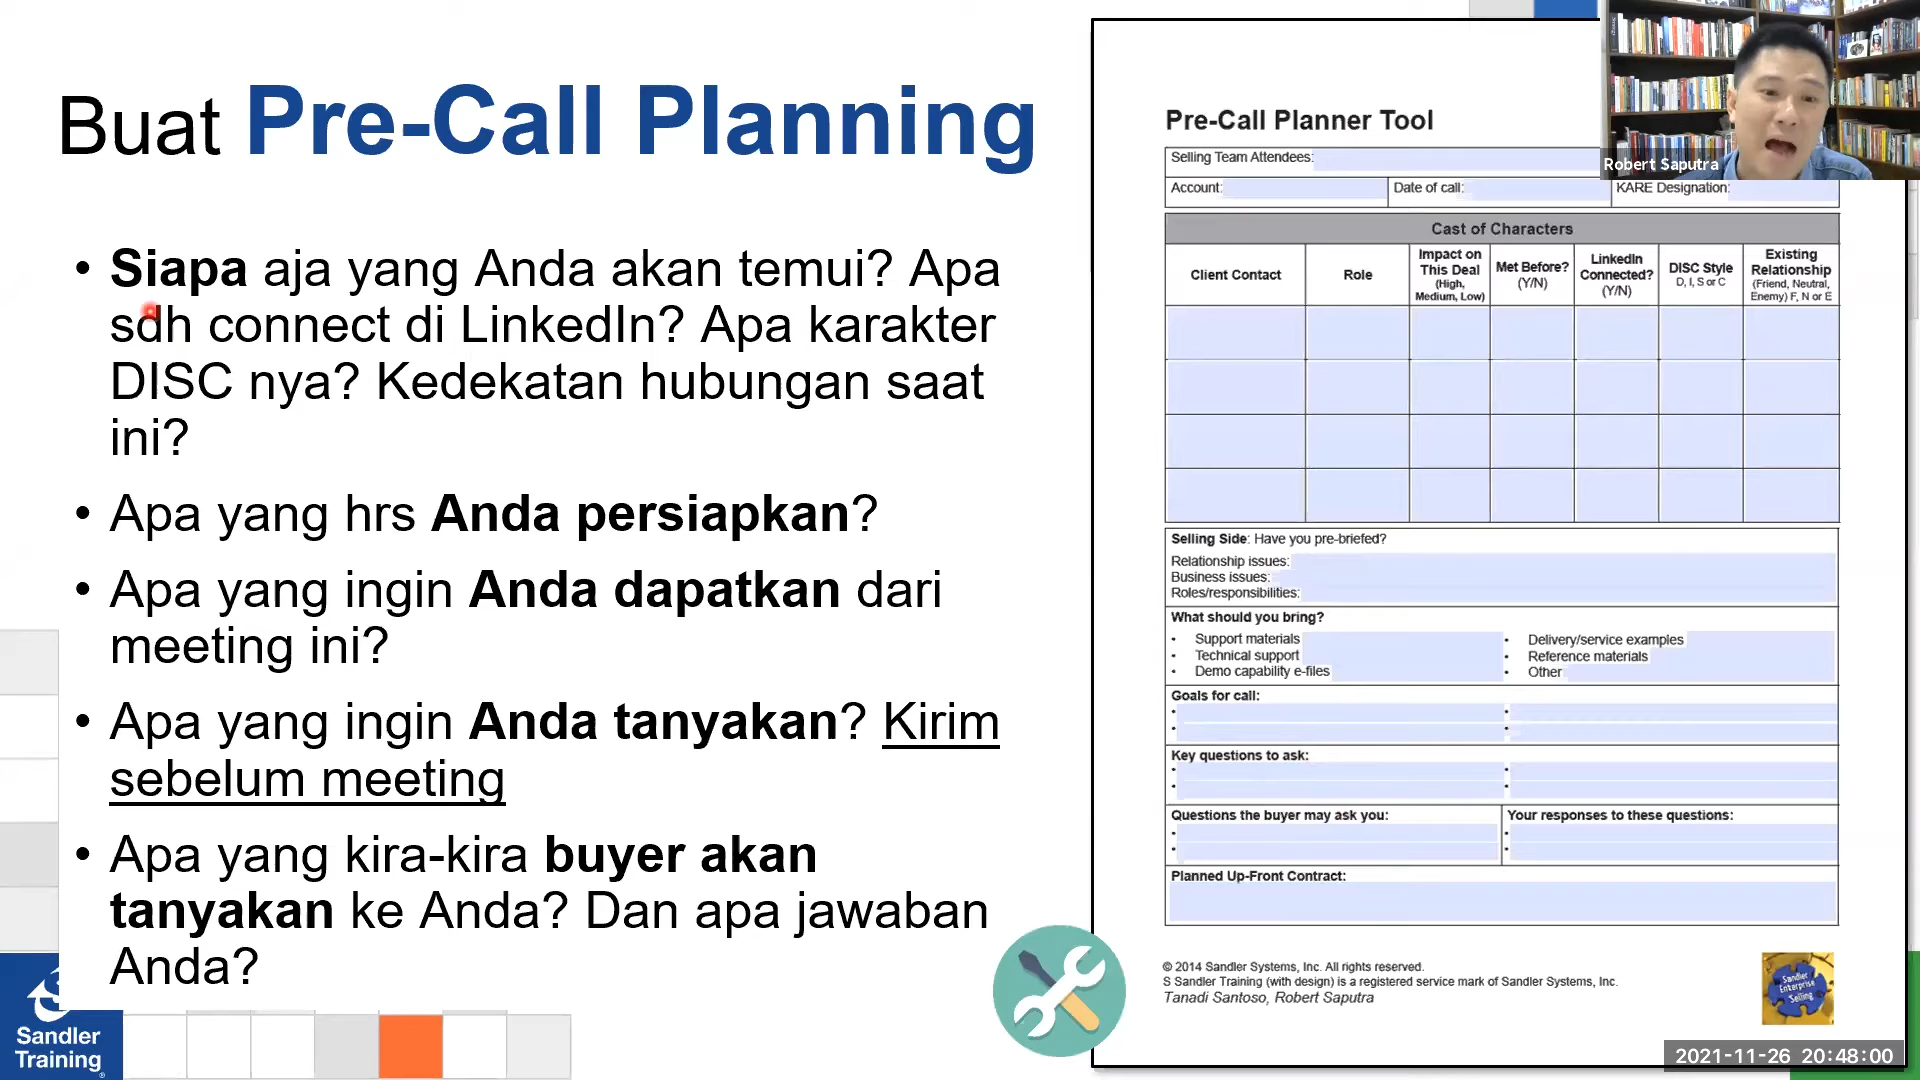 Buat Pre-Call Planning
• Siapa aja yang Anda akan temui? Apa
sdh connect di LinkedIn? Apa karakter
DISC nya? Kedekatan hubungan saat
ini?
• Apa yang hrs Anda persiapkan?
• Apa yang ingin Anda dapatkan dari
meeting ini?
• Apa yang ingin Anda tanyakan? Kirim
sebelum meeting
• Apa yang kira-kira buyer akan
tanyakan ke Anda? Dan apa jawaban
Anda?
Sandler
Training
®
Pre-Call Planner Tool
Selling Team Attendees:
Account:
Date of call:
KARE Designation:
Cast of Characters
Client Contact
Role
Impact on
This Deal
(High,
Medium, Low)
Met Before?
(Y/N)
LinkedIn
Connected?
(Y/N)
DISC Style
D, I, S or C
Existing
Relationship
(Friend, Neutral,
Enemy) F, N or E
Selling Side: Have you pre-briefed?
Relationship issues:
Business issues:
Roles/responsibilities:
What should you bring?
• Support materials
• Technical support
• Demo capability e-files
• Delivery/service examples
• Reference materials
• Other
Goals for call:
Key questions to ask:
Questions the buyer may ask you:
Your responses to these questions:
Planned Up-Front Contract:
© 2014 Sandler Systems, Inc. All rights reserved.
S Sandler Training (with design) is a registered service mark of Sandler Systems, Inc.
Tanadi Santoso, Robert Saputra
Sandler
Enterprise
Selling
Robert Saputra
2021-11-26 20:48:00